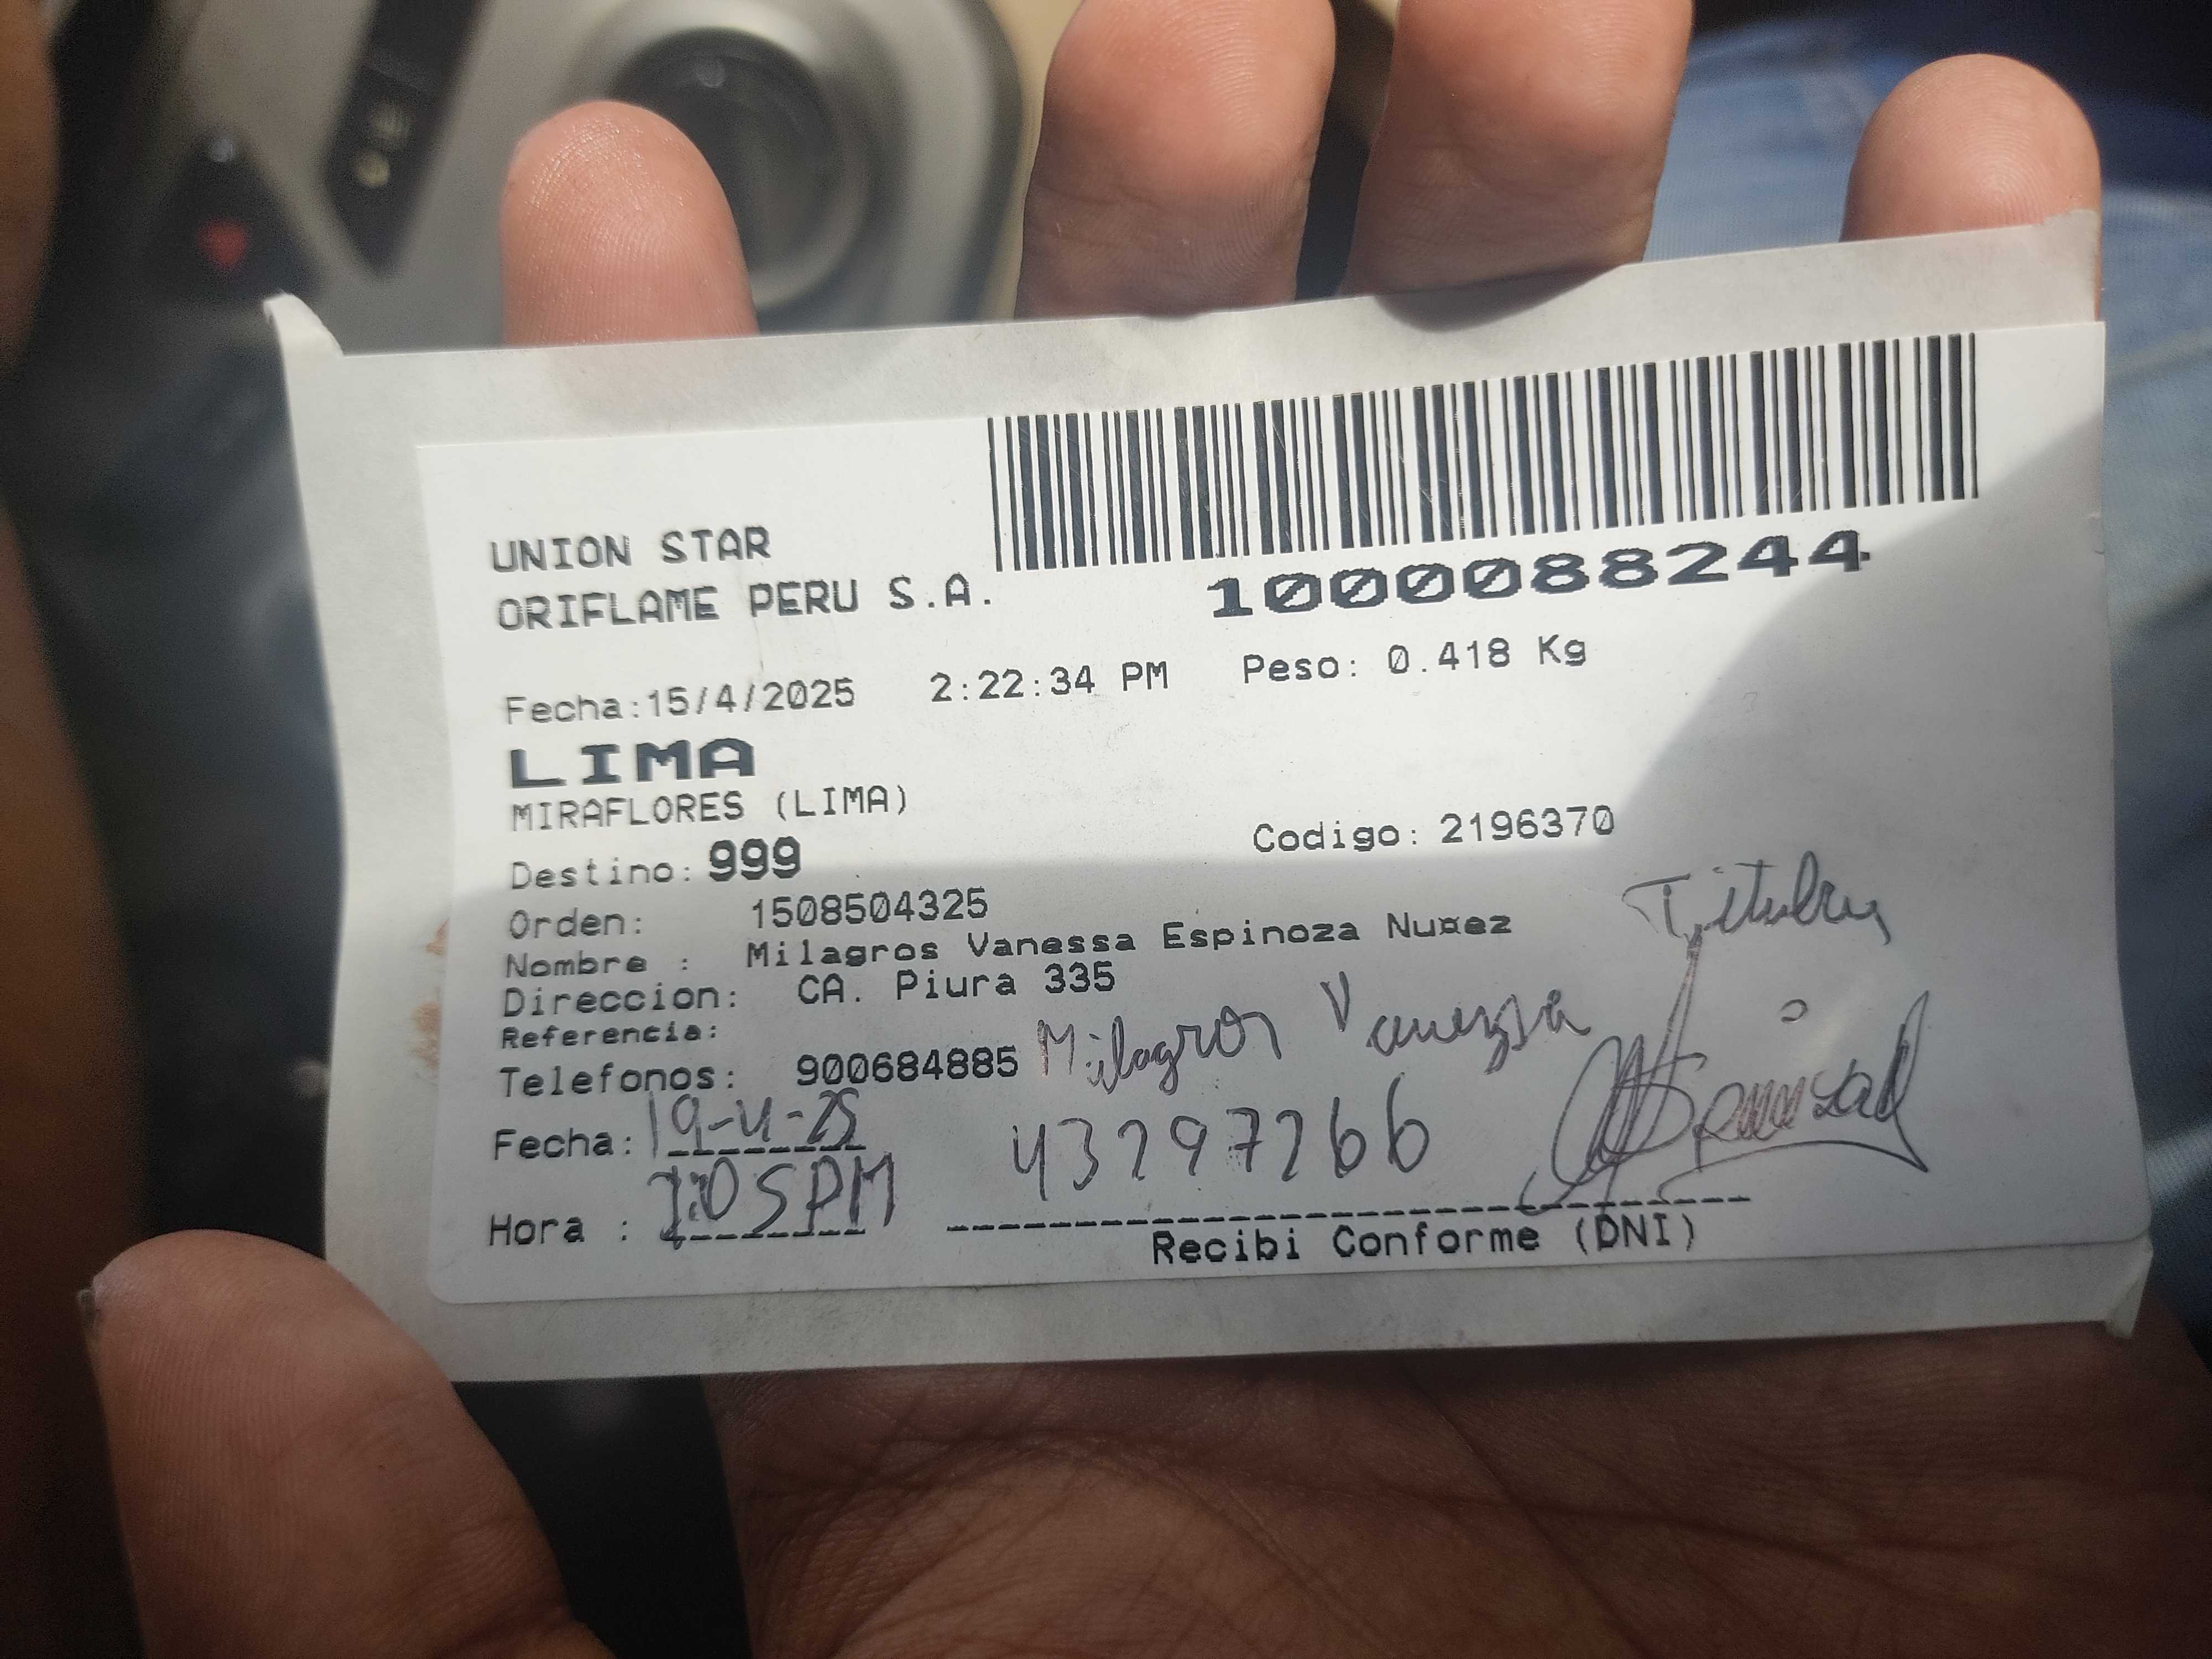 UNION STAR
ORIFLAME PERU S.A.
1000088244
Fecha:15/4/2025 2:22:34 PM Peso: 0.418 Kg
LIMA
MIRAFLORES (LIMA)
Destino: 999 Codigo: 2196370
Orden: 1508504325
Titular
Nombre : Milagros Vanessa Espinoza Nu¤ez
Direccion: CA. Piura 335
Referencia:
Milagros Vanessa
Telefonos: 900684885
Fecha: 19-4-25
Hora : 1:05PM
Recibi Conforme (DNI)